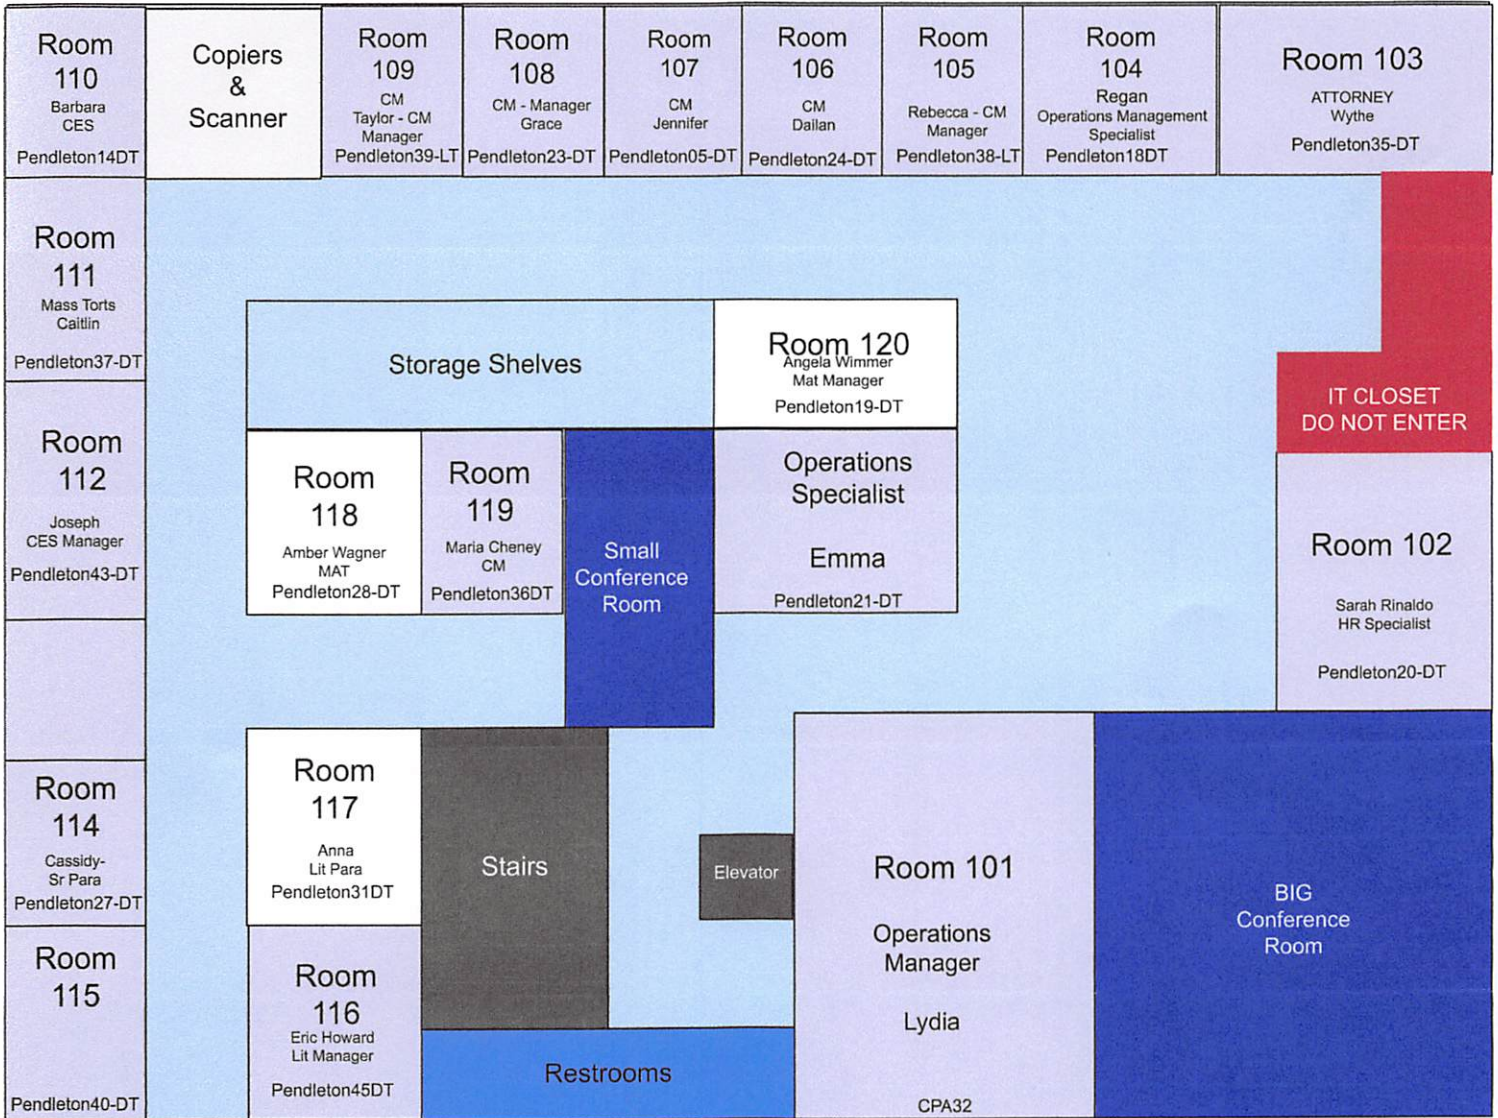 Room
110
Barbara
CES
Pendleton14DT
Copiers
&
Scanner
Room
109
CM
Taylor - CM
Manager
Pendleton39-LT
Room
108
CM - Manager
Grace
Pendleton23-DT
Room
107
CM
Jennifer
Pendleton05-DT
Room
106
CM
Dallan
Pendleton24-DT
Room
105
Rebecca - CM
Manager
Pendleton38-LT
Room
104
Regan
Operations Management
Specialist
Pendleton18DT
Room 103
ATTORNEY
Wythe
Pendleton35-DT
Room
111
Mass Torts
Caitlin
Pendleton37-DT
Storage Shelves
Room 120
Angela Wimmer
Mat Manager
Pendleton19-DT
IT CLOSET
DO NOT ENTER
Room
112
Joseph
CES Manager
Pendleton43-DT
Room
118
Amber Wagner
MAT
Pendleton28-DT
Room
119
Maria Cheney
CM
Pendleton36DT
Small
Conference
Room
Operations
Specialist
Emma
Pendleton21-DT
Room 102
Sarah Rinaldo
HR Specialist
Pendleton20-DT
Room
114
Cassidy-
Sr Para
Pendleton27-DT
Room
117
Anna
Lit Para
Pendleton31DT
Stairs
Elevator
Room 101
Operations
Manager
Lydia
CPA32
BIG
Conference
Room
Room
115
Pendleton40-DT
Room
116
Eric Howard
Lit Manager
Pendleton45DT
Restrooms